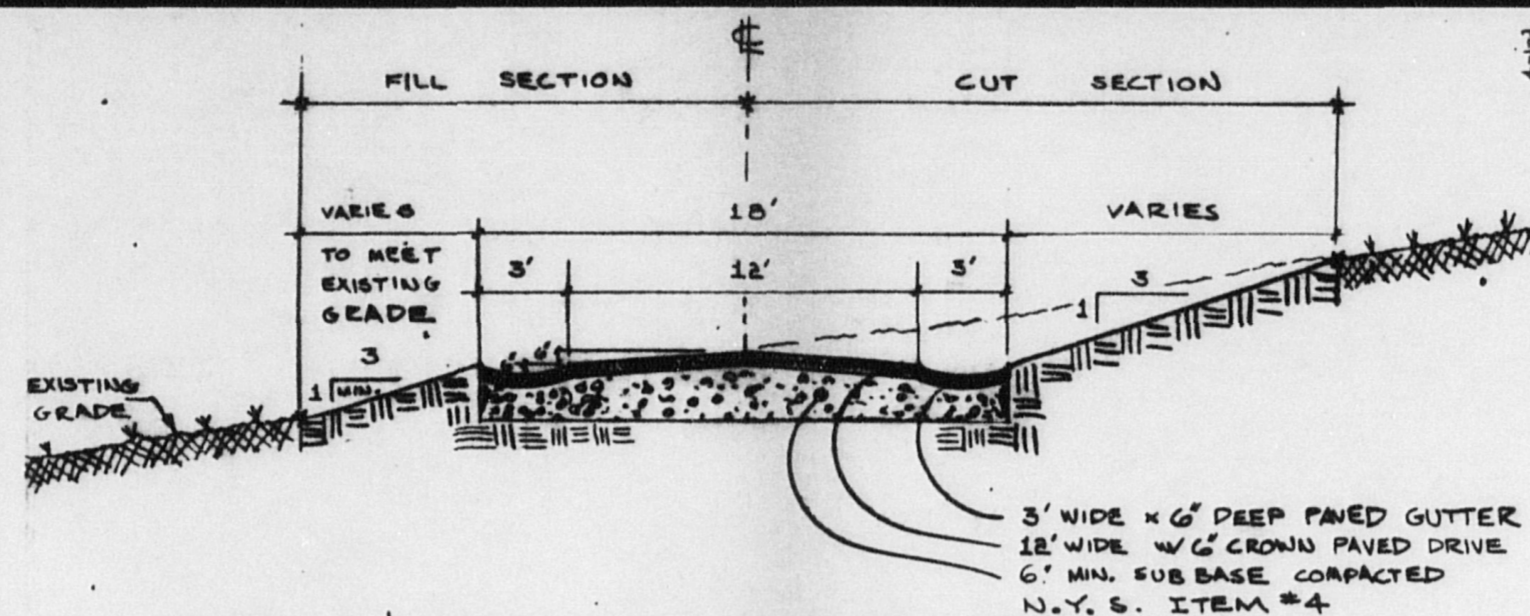 ℄
FILL SECTION
CUT SECTION
VARIES
18'
VARIES
TO MEET
EXISTING
GRADE
3'
12'
3'
3
1
MIN.
6"
1
3
EXISTING
GRADE
3' WIDE x 6" DEEP PAVED GUTTER
12' WIDE W/ 6" CROWN PAVED DRIVE
6" MIN. SUB BASE COMPACTED
N.Y.S. ITEM #4